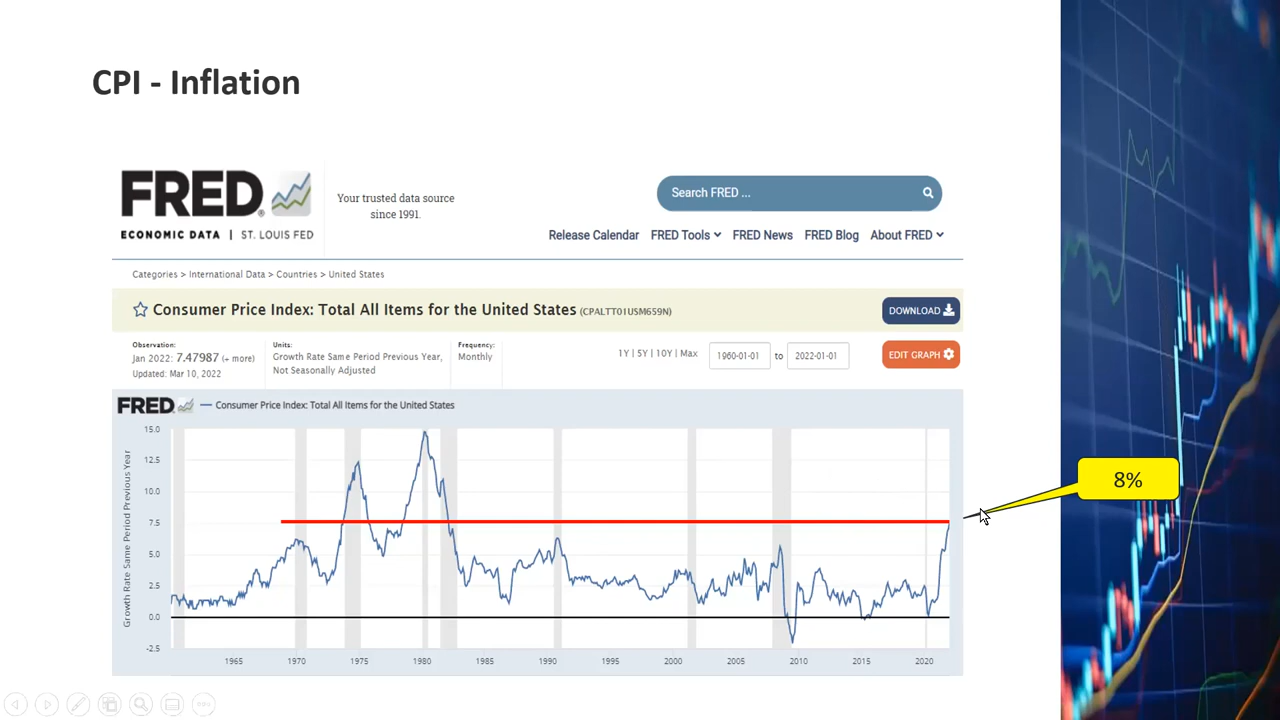 CPI - Inflation
FRED®
ECONOMIC DATA | ST. LOUIS FED
Your trusted data source
since 1991.
Search FRED ...
Release Calendar FRED Tools FRED News FRED Blog About FRED
Categories > International Data > Countries > United States
Consumer Price Index: Total All Items for the United States (CPALTT01USM659N)
DOWNLOAD
Observation:
Jan 2022: 7.47987 (+ more)
Updated: Mar 10, 2022
Units:
Growth Rate Same Period Previous Year,
Not Seasonally Adjusted
Frequency:
Monthly
1Y | 5Y | 10Y | Max
1960-01-01 to 2022-01-01
EDIT GRAPH
FRED — Consumer Price Index: Total All Items for the United States
Growth Rate Same Period Previous Year
15.0
12.5
10.0
7.5
5.0
2.5
0.0
-2.5
1965 1970 1975 1980 1985 1990 1995 2000 2005 2010 2015 2020
8%